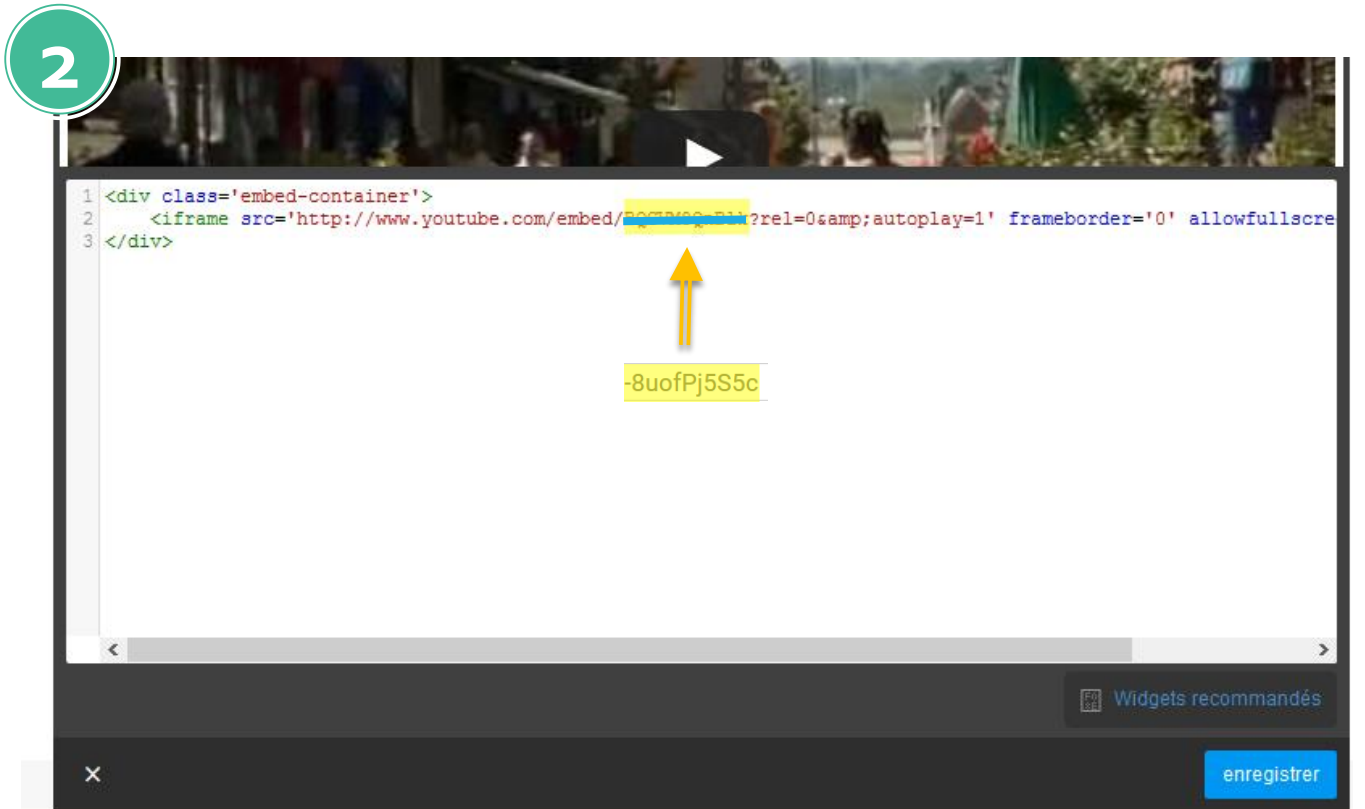 2
1 <div class='embed-container'>
2 <iframe src='http://www.youtube.com/embed/ ?rel=0&amp;autoplay=1' frameborder='0' allowfullscre
3 </div>
-8uofPj5S5c
Widgets recommandés
enregistrer